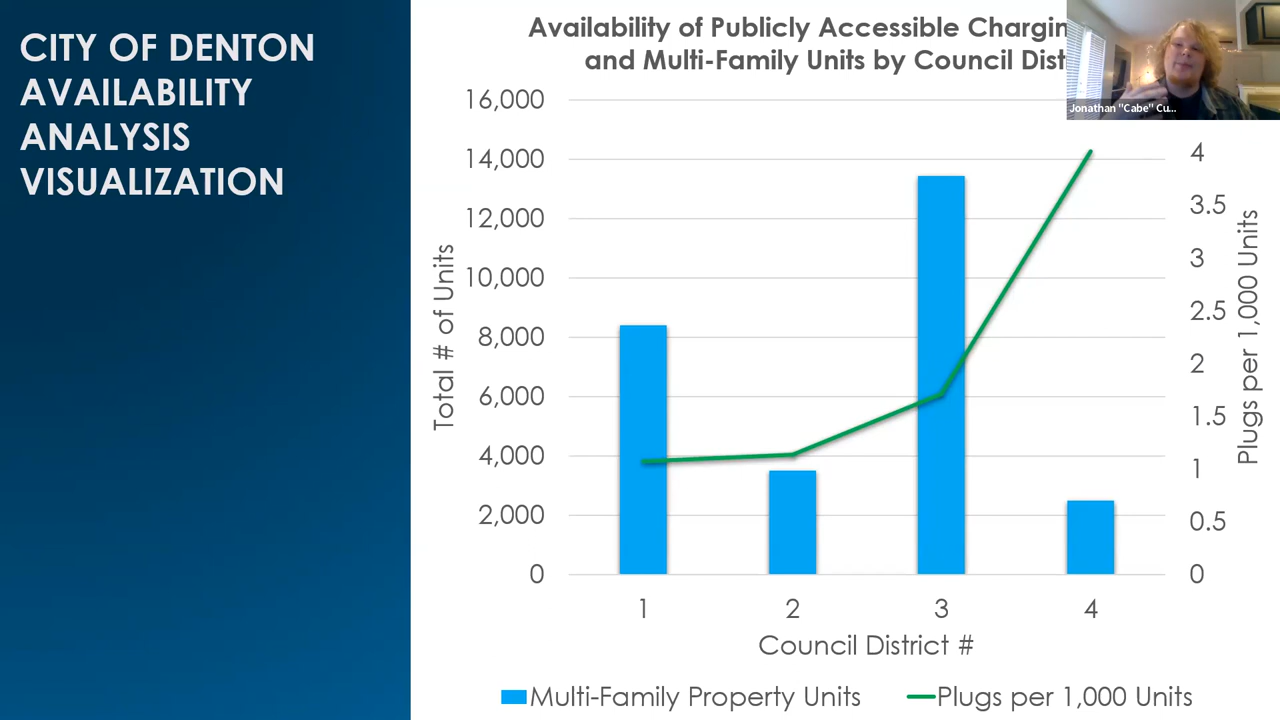 CITY OF DENTON
AVAILABILITY
ANALYSIS
VISUALIZATION
Availability of Publicly Accessible
and Multi-Family Units by Council
Jonathan "Cabe" Cu...
16,000
14,000
12,000
10,000
8,000
6,000
4,000
2,000
0
Total # of Units
4
3.5
3
2.5
2
1.5
1
0.5
0
Plugs per 1,000 Units
1 2 3 4
Council District #
Multi-Family Property Units
Plugs per 1,000 Units